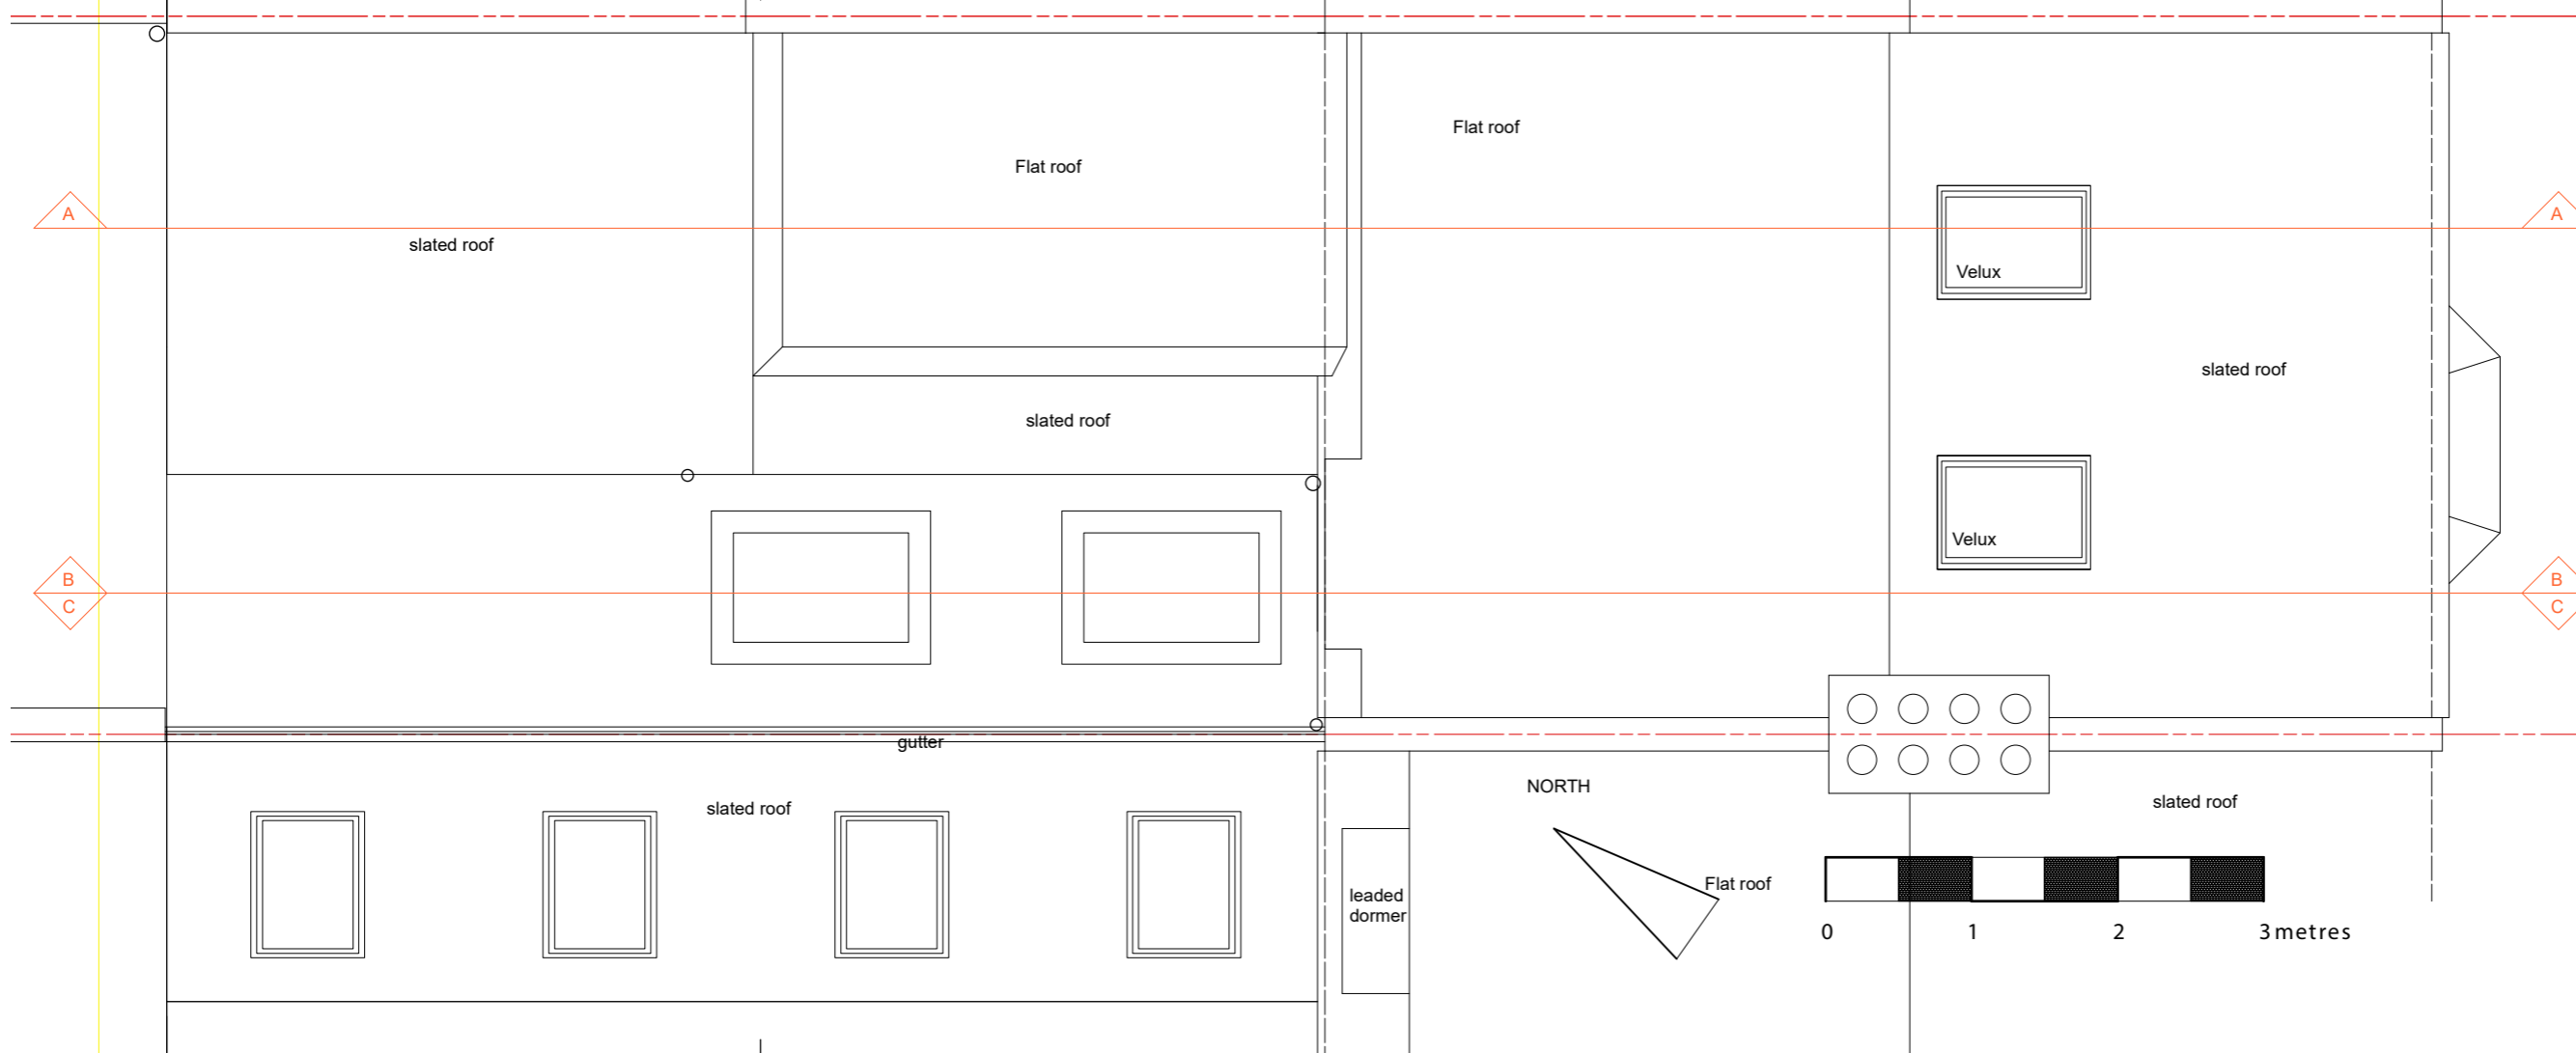 Flat roof
Flat roof
A
A
slated roof
Velux
slated roof
slated roof
Velux
B
B
C
C
gutter
NORTH
slated roof
slated roof
Flat roof
leaded
dormer
0 1 2 3 metres